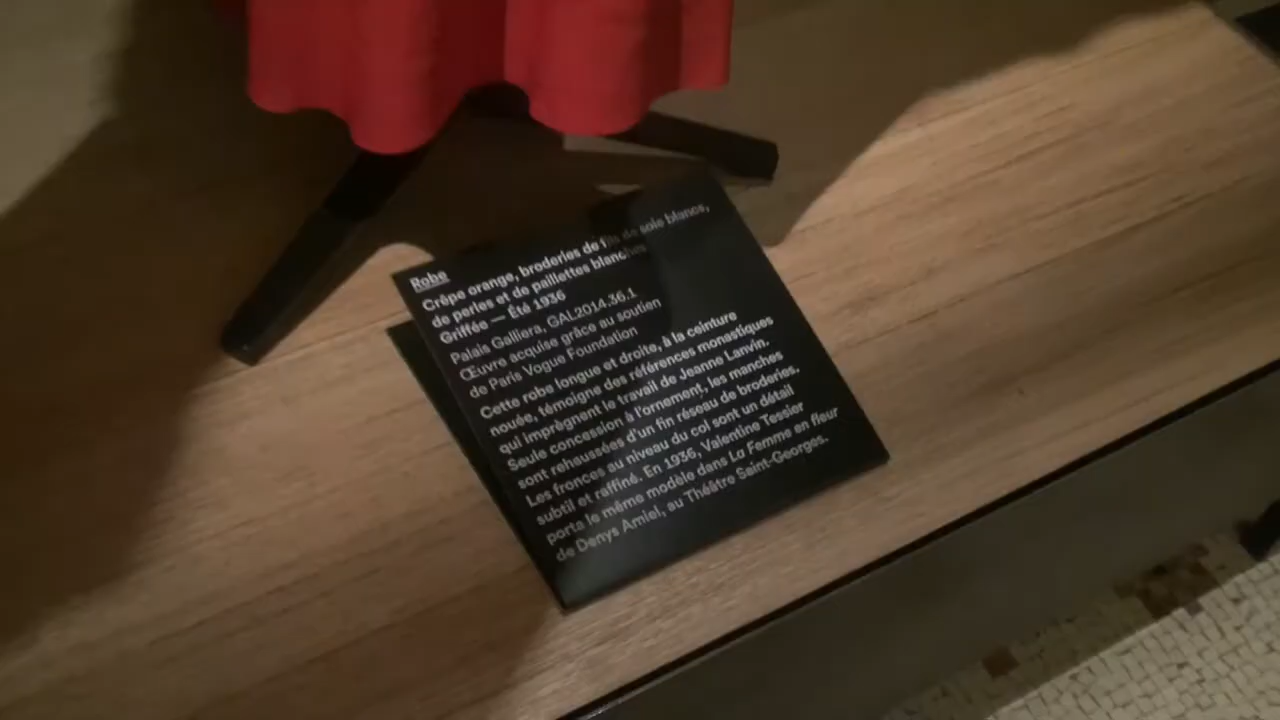 Robe
Crêpe orange, broderies de fils de soie blancs,
de perles et de paillettes blanches
Griffée — Été 1936
Palais Galliera, GAL2014.36.1
Œuvre acquise grâce au soutien
de Paris Vogue Foundation
Cette robe longue et droite, à la ceinture
nouée, témoigne des références monastiques
qui imprègnent le travail de Jeanne Lanvin.
Seule concession à l'ornement, les manches
sont rehaussées d'un fin réseau de broderies.
Les fronces au niveau du col sont un détail
subtil et raffiné. En 1936, Valentine Tessier
porta le même modèle dans La Femme en fleur
de Denys Amiel, au Théâtre Saint-Georges.